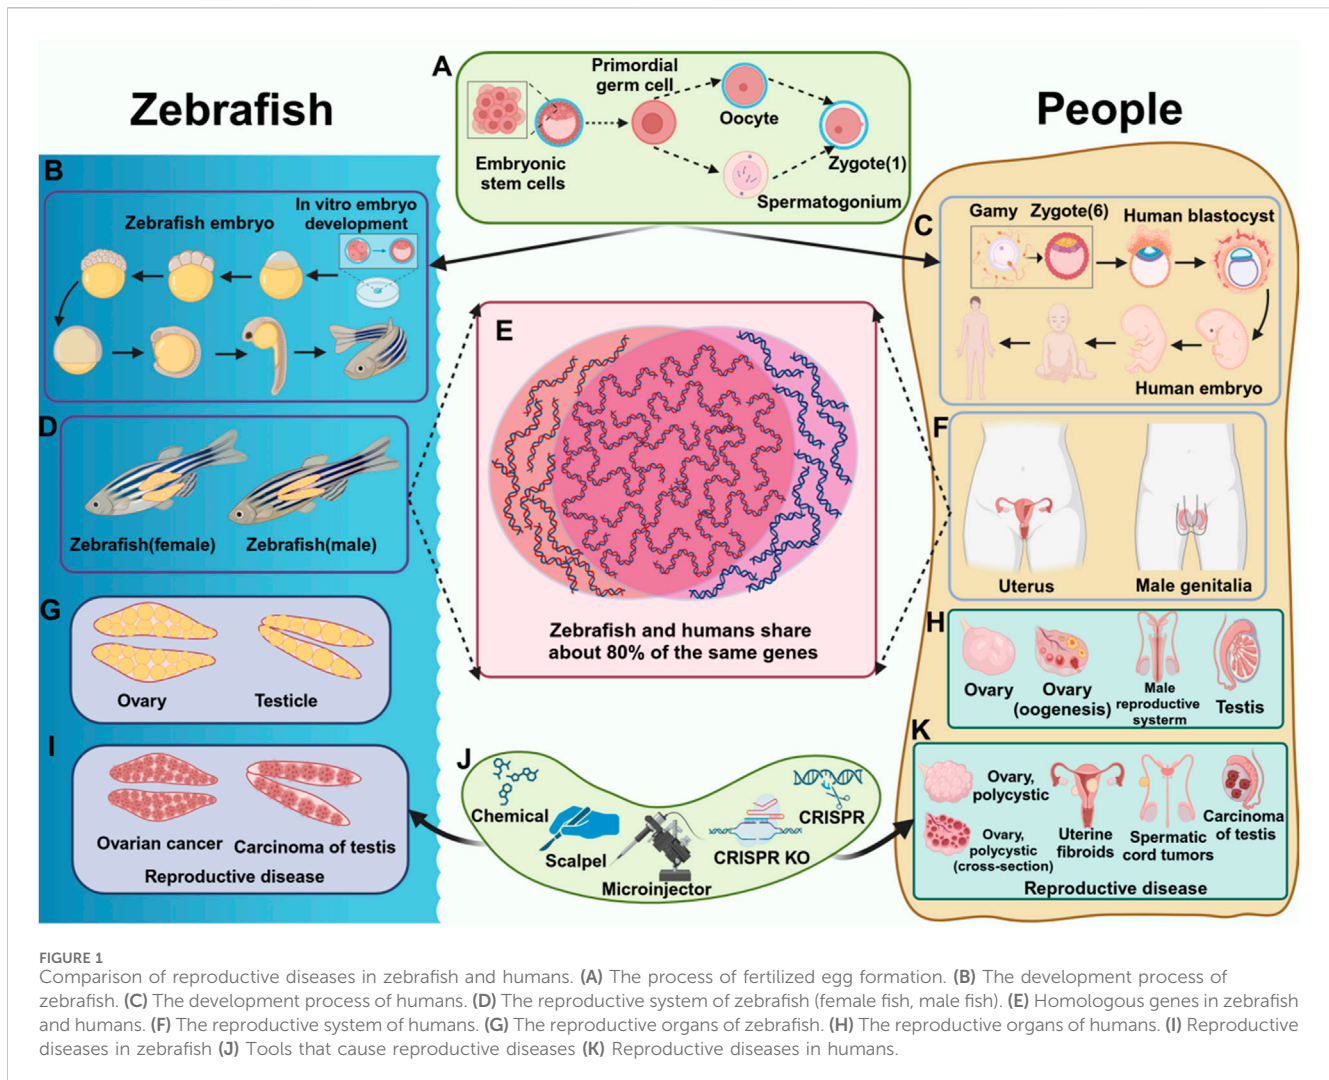 Zebrafish
People
A
Primordial
germ cell
Oocyte
Embryonic
stem cells
Zygote(1)
Spermatogonium
B
Zebrafish embryo
In vitro embryo
development
C
Gamy
Zygote(6)
Human blastocyst
Human embryo
D
Zebrafish(female)
Zebrafish(male)
E
Zebrafish and humans share
about 80% of the same genes
F
Uterus
Male genitalia
G
Ovary
Testicle
H
Ovary
Ovary
(oogenesis)
Male
reproductive
systerm
Testis
I
Ovarian cancer
Carcinoma of testis
Reproductive disease
J
Chemical
Scalpel
Microinjector
CRISPR KO
CRISPR
K
Ovary,
polycystic
Ovary,
polycystic
(cross-section)
Uterine
fibroids
Spermatic
cord tumors
Carcinoma
of testis
Reproductive disease
FIGURE 1
Comparison of reproductive diseases in zebrafish and humans. (A) The process of fertilized egg formation. (B) The development process of
zebrafish. (C) The development process of humans. (D) The reproductive system of zebrafish (female fish, male fish). (E) Homologous genes in zebrafish
and humans. (F) The reproductive system of humans. (G) The reproductive organs of zebrafish. (H) The reproductive organs of humans. (I) Reproductive
diseases in zebrafish (J) Tools that cause reproductive diseases (K) Reproductive diseases in humans.